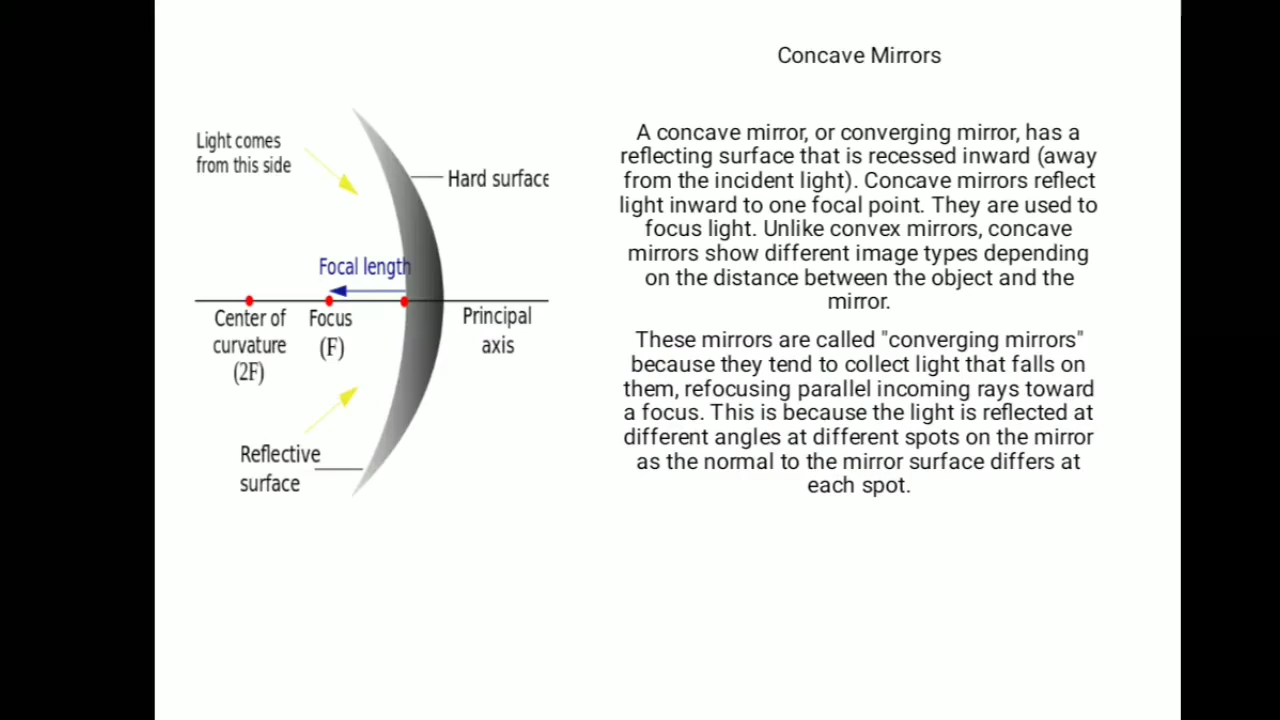 Concave Mirrors
Light comes
from this side
Hard surface
Focal length
Center of
curvature
(2F)
Focus
(F)
Principal
axis
Reflective
surface
A concave mirror, or converging mirror, has a
reflecting surface that is recessed inward (away
from the incident light). Concave mirrors reflect
light inward to one focal point. They are used to
focus light. Unlike convex mirrors, concave
mirrors show different image types depending
on the distance between the object and the
mirror.
These mirrors are called "converging mirrors"
because they tend to collect light that falls on
them, refocusing parallel incoming rays toward
a focus. This is because the light is reflected at
different angles at different spots on the mirror
as the normal to the mirror surface differs at
each spot.